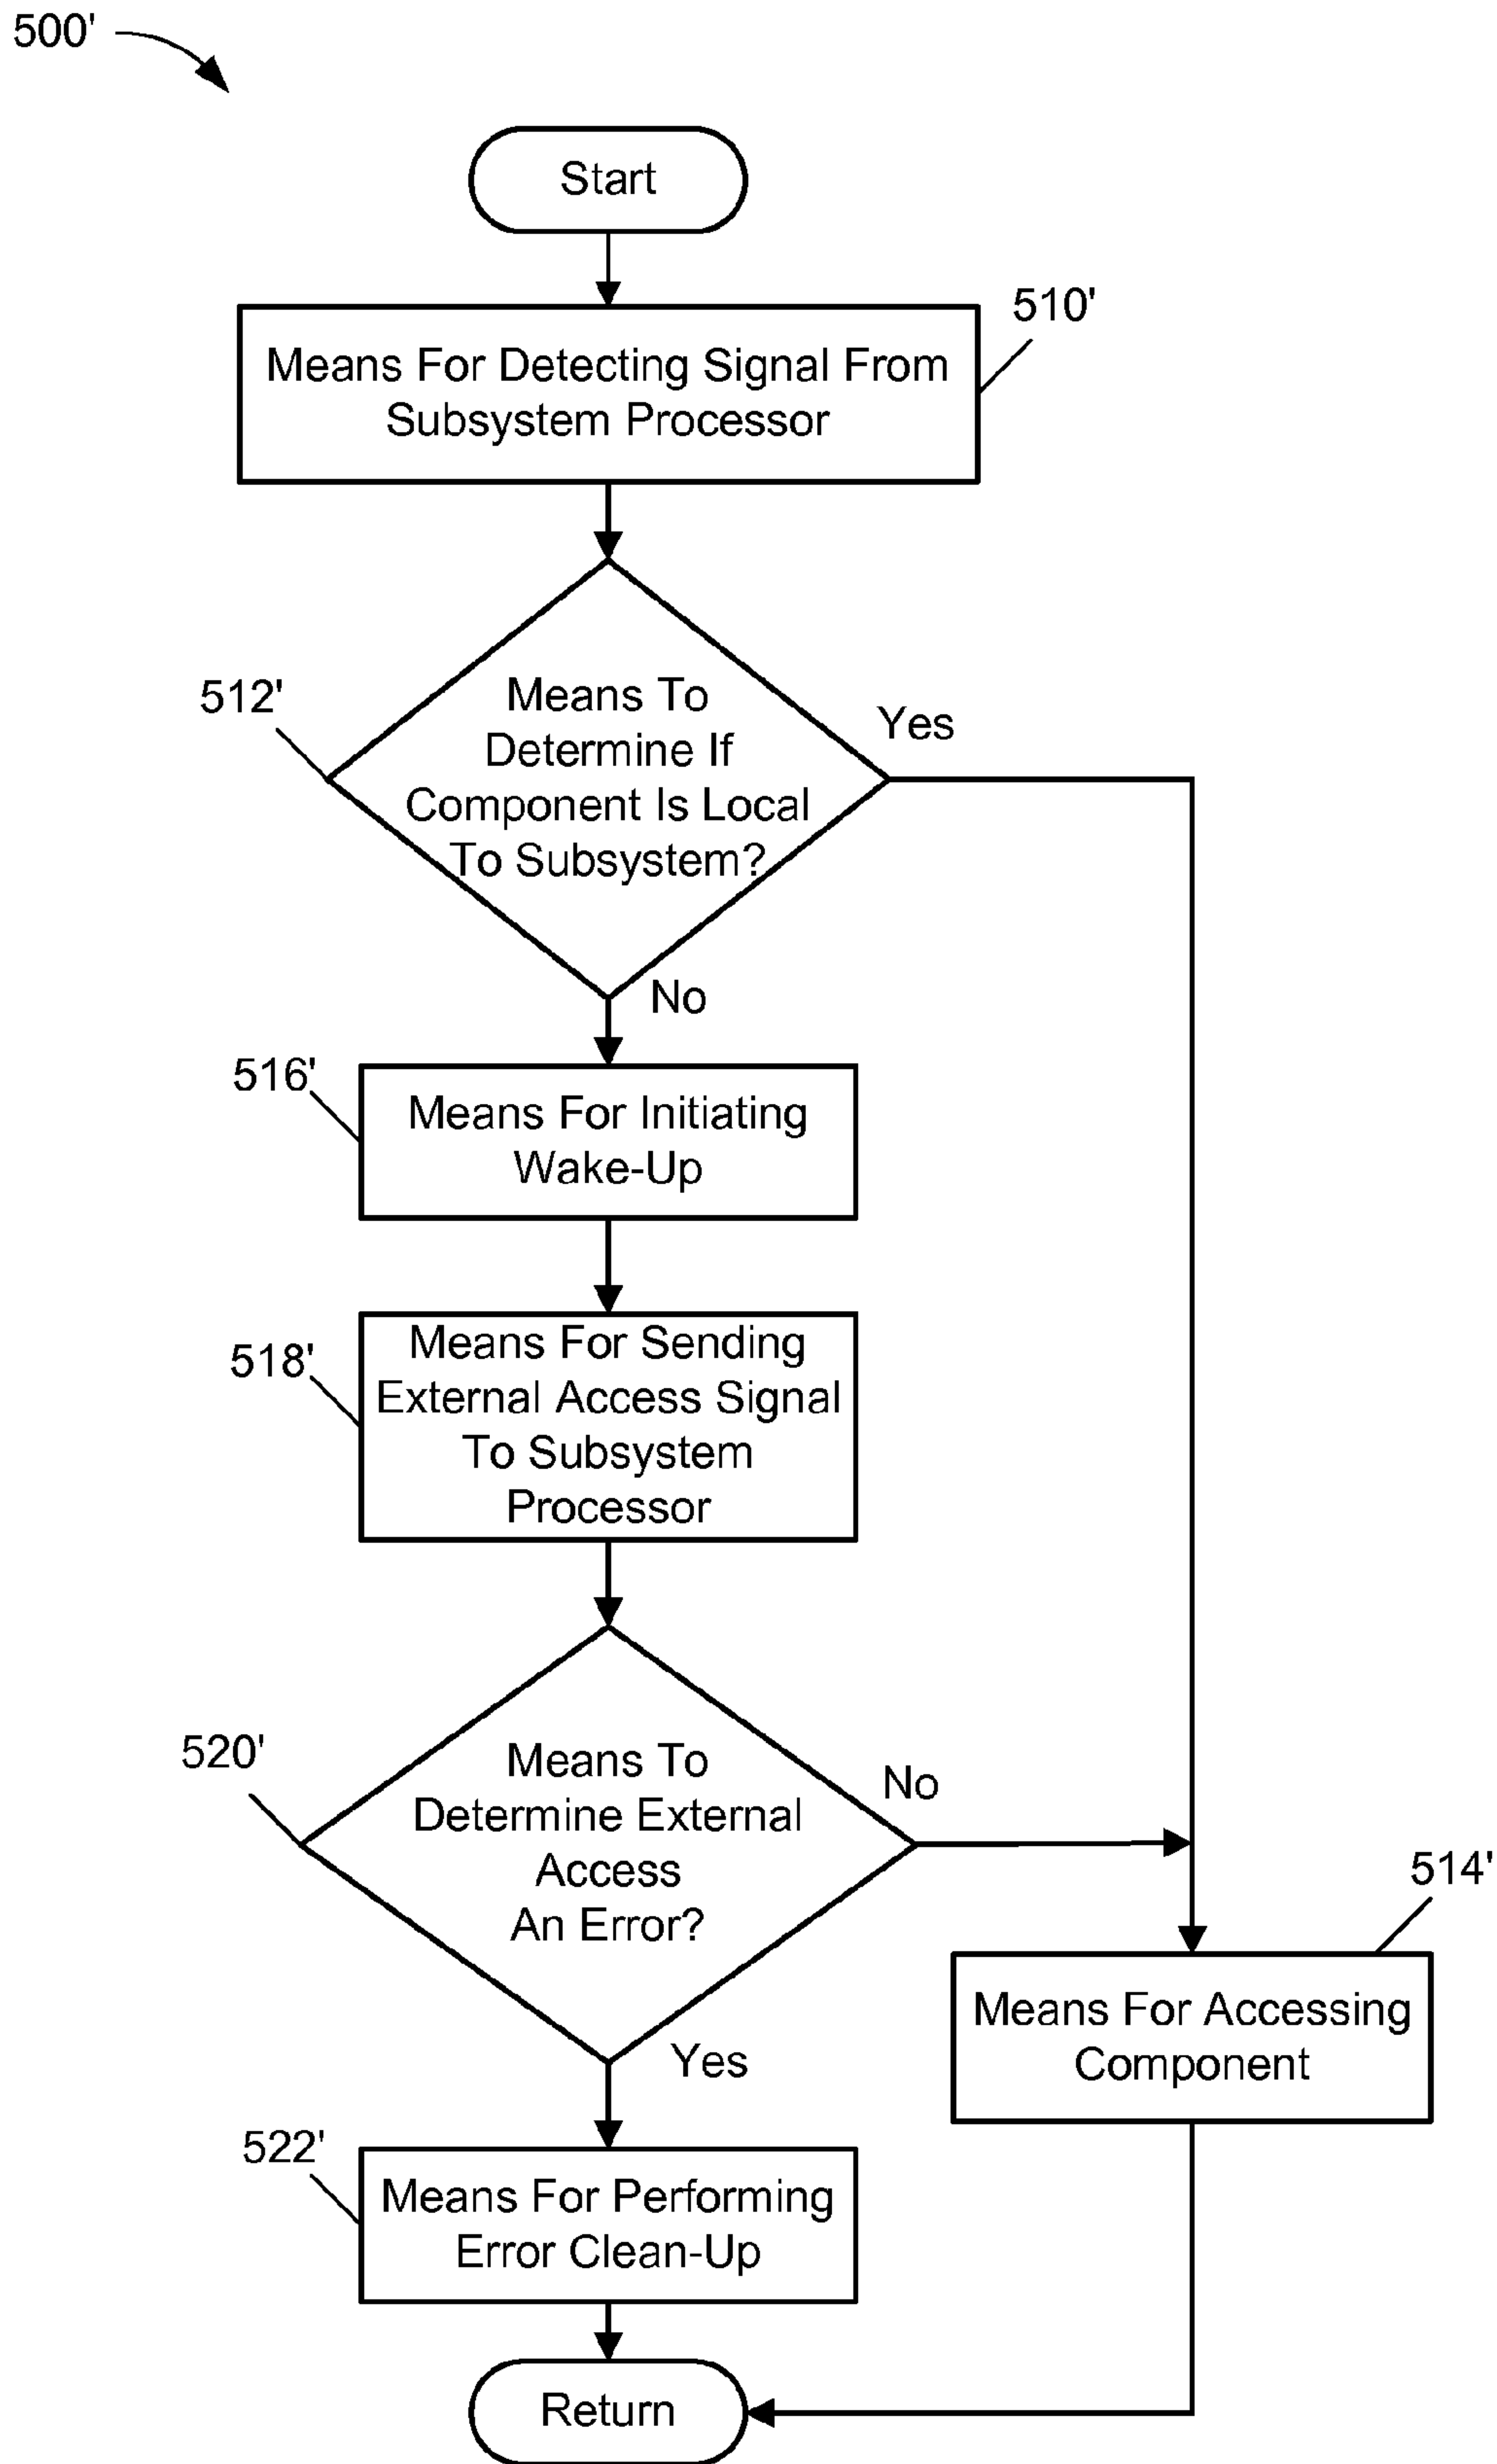 500'
Start
510'
Means For Detecting Signal From
Subsystem Processor
512'
Means To
Determine If
Component Is Local
To Subsystem?
Yes
No
516'
Means For Initiating
Wake-Up
518'
Means For Sending
External Access Signal
To Subsystem
Processor
520'
Means To
Determine External
Access
An Error?
No
514'
Means For Accessing
Component
Yes
522'
Means For Performing
Error Clean-Up
Return